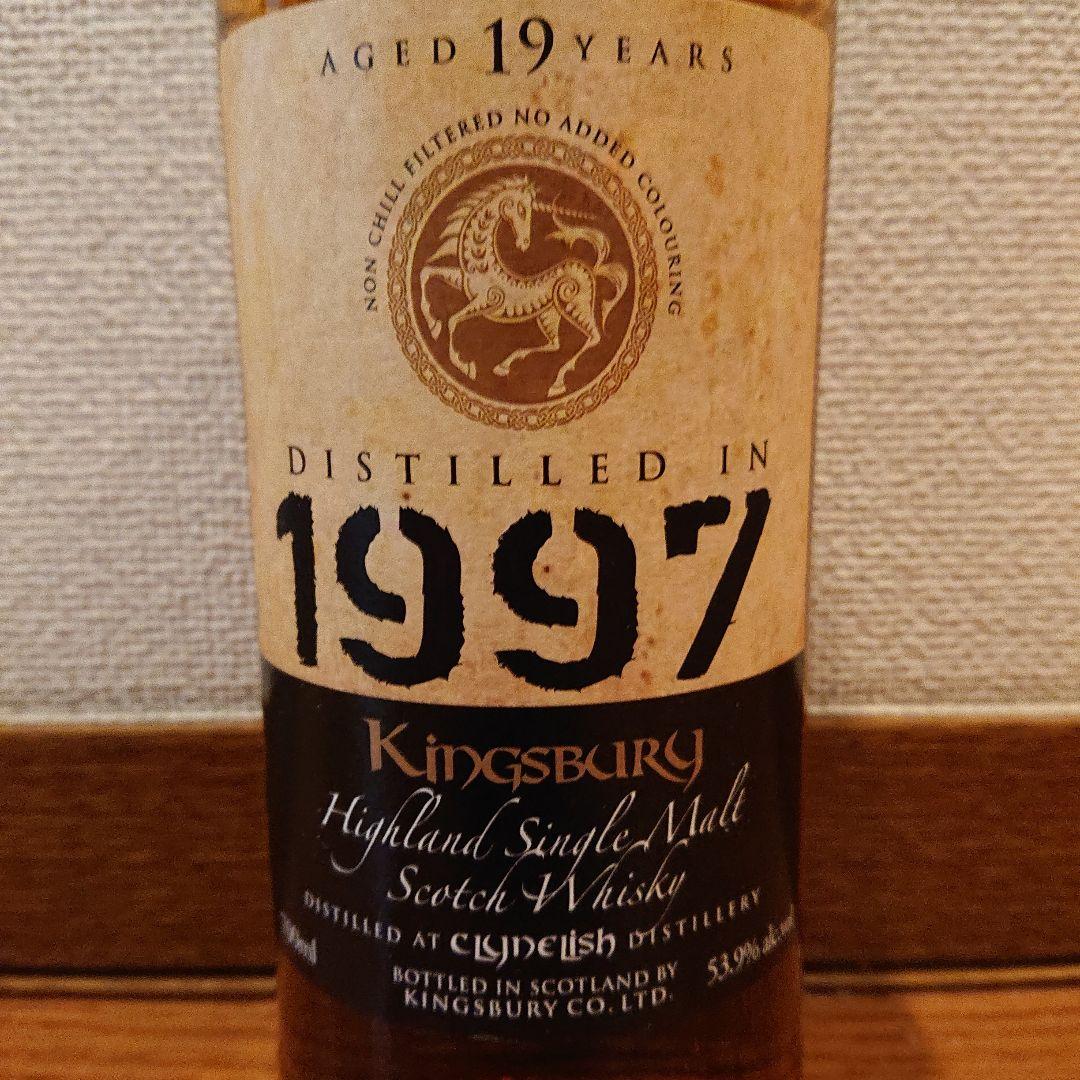 AGED 19 YEARS
NON CHILL FILTERED NO ADDED COLOURING
DISTILLED IN
1997
Kingsbury
Highland Single Malt
Scotch Whisky
DISTILLED AT CLYNELISH DISTILLERY
53.9% alc
BOTTLED IN SCOTLAND BY
KINGSBURY CO. LTD.